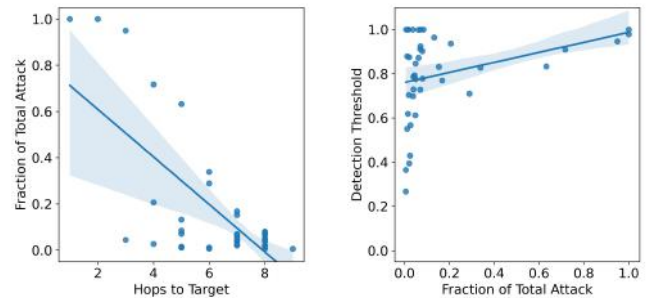 1.0
0.8
0.6
0.4
0.2
0.0
Fraction of Total Attack
2 4 6 8
Hops to Target
1.0
0.8
0.6
0.4
0.2
0.0
Detection Threshold
0.0 0.2 0.4 0.6 0.8 1.0
Fraction of Total Attack